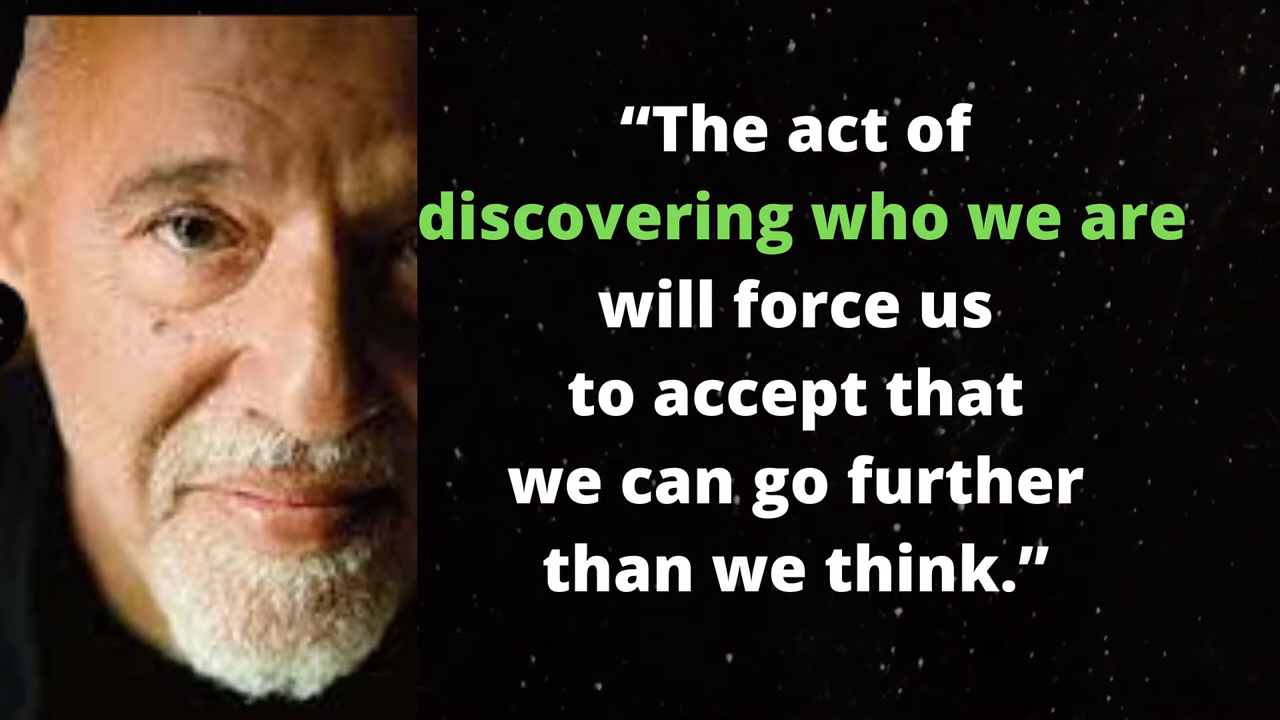 “The act of
discovering who we are
will force us
to accept that
we can go further
than we think.”